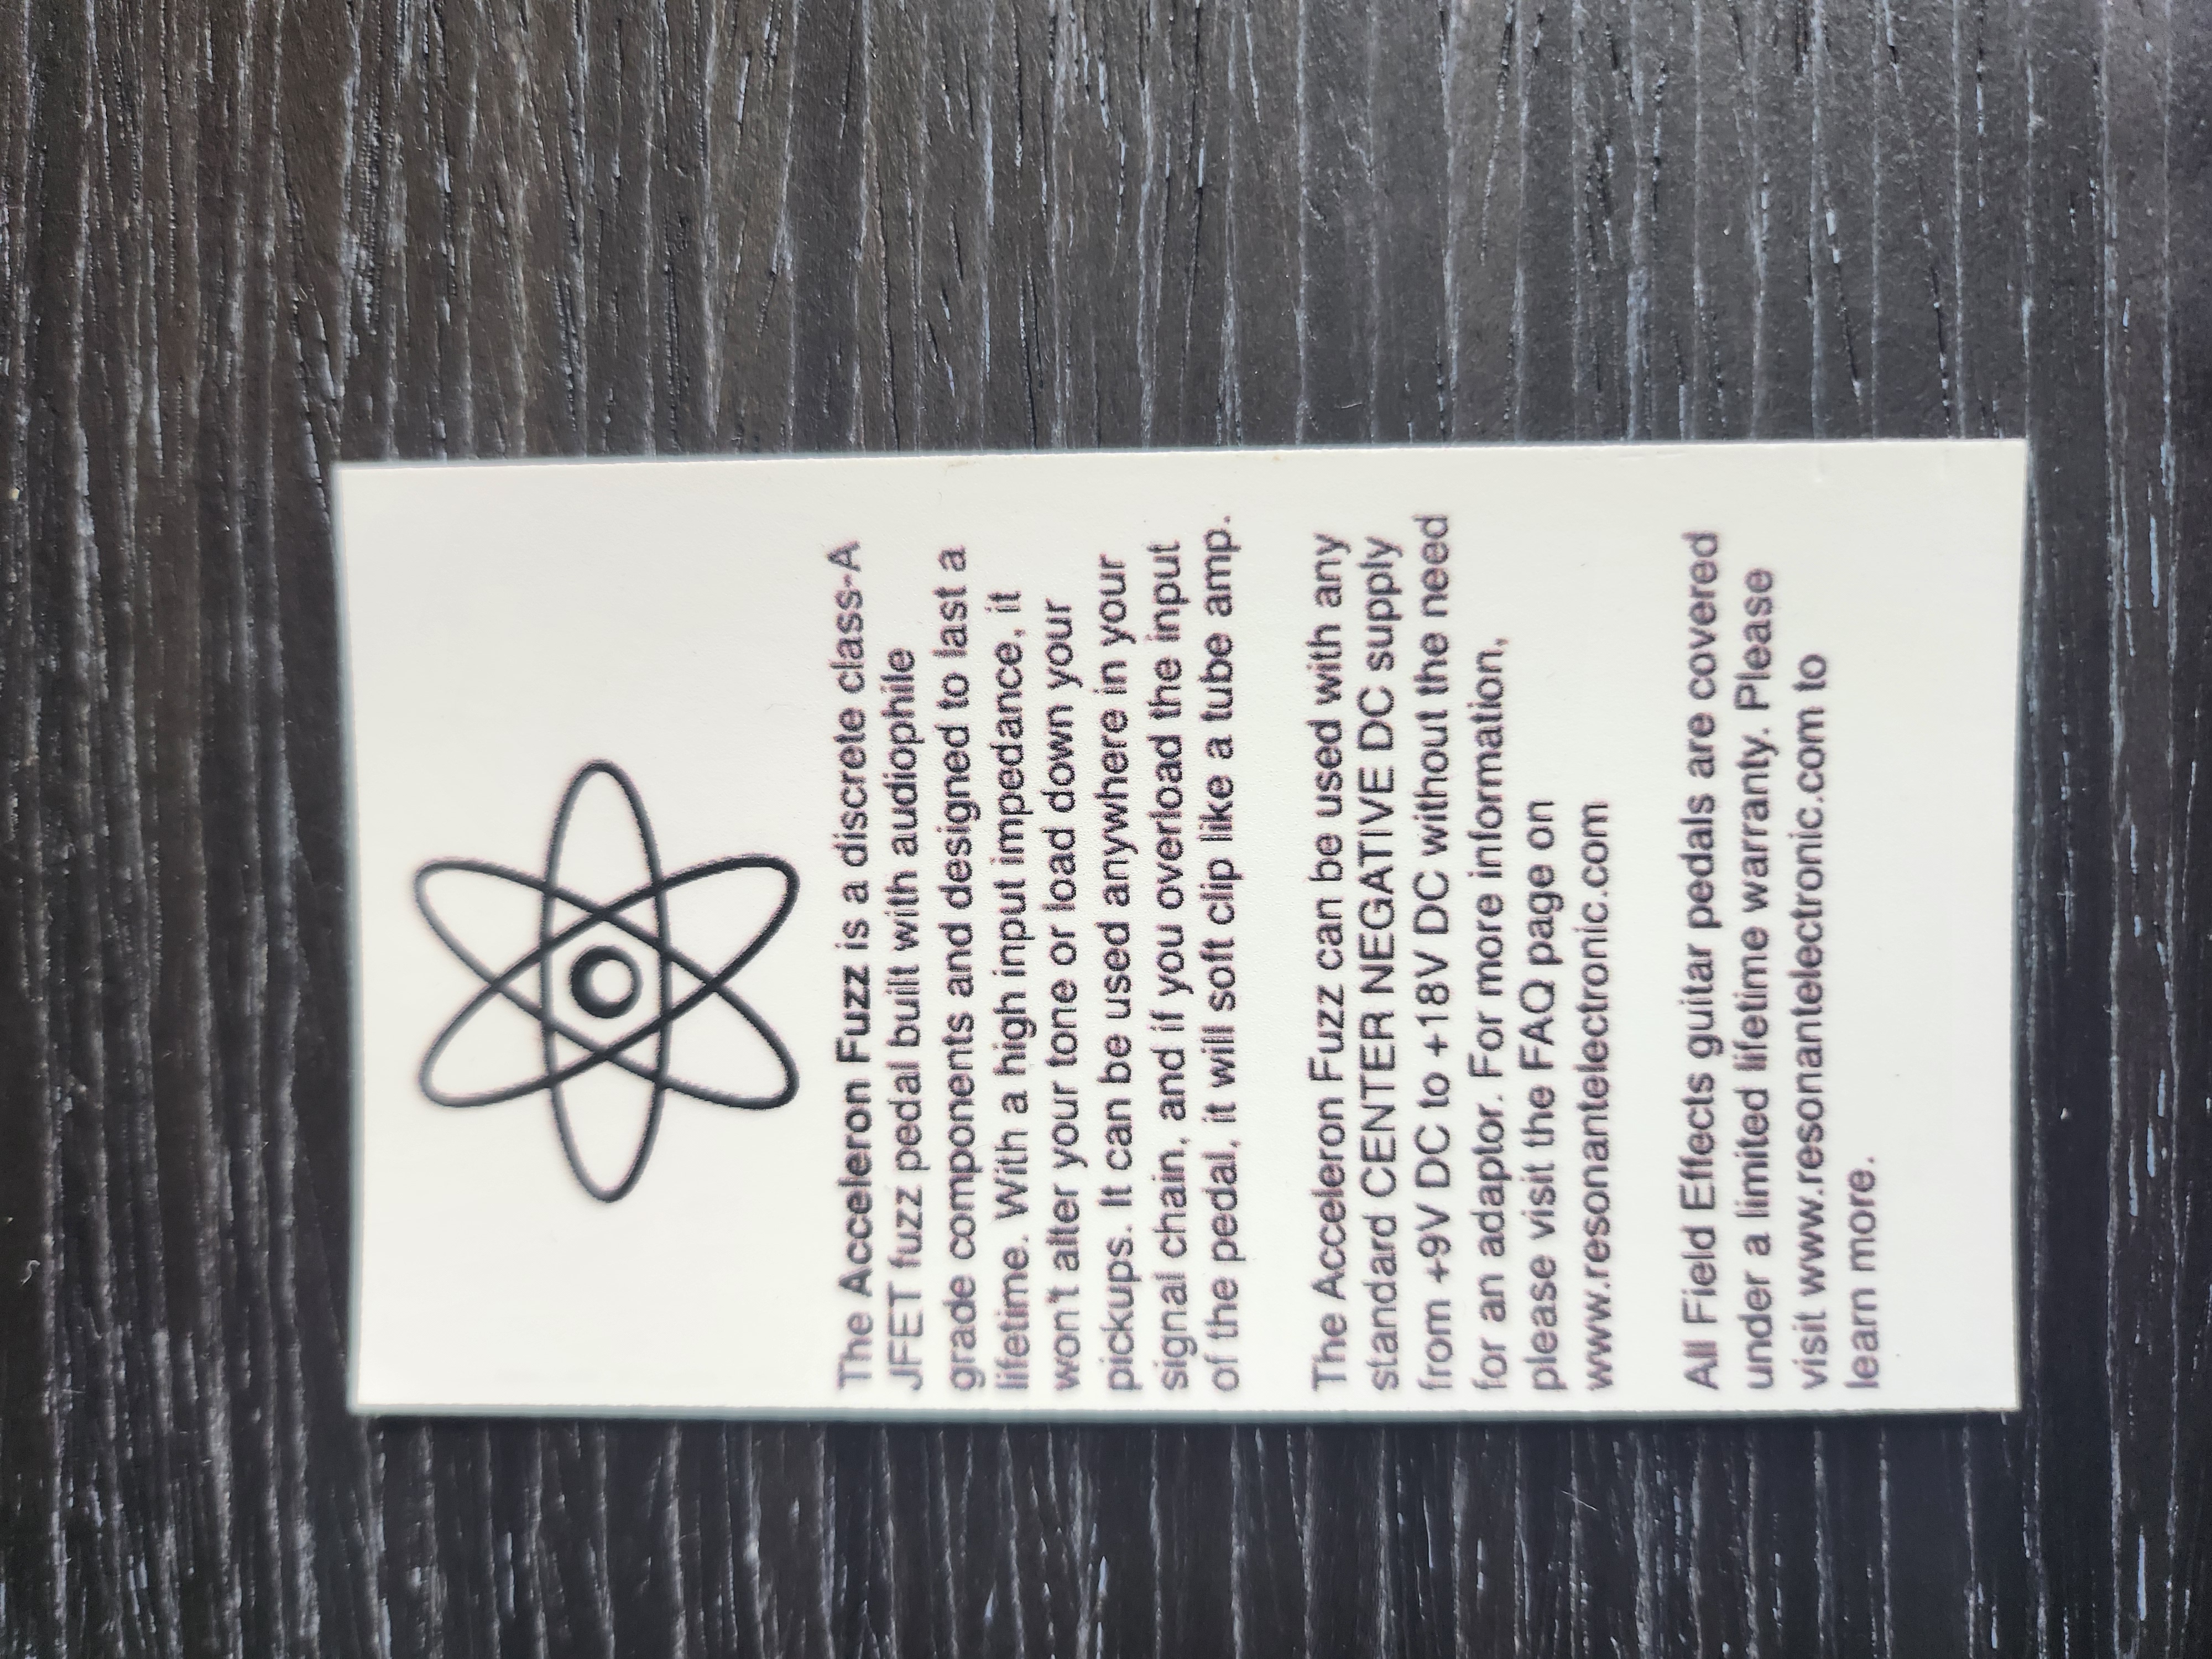 The Acceleron Fuzz is a discrete class-A
JFET fuzz pedal built with audiophile
grade components and designed to last a
lifetime. With a high input impedance, it
won't alter your tone or load down your
pickups. It can be used anywhere in your
signal chain, and if you overload the input
of the pedal, it will soft clip like a tube amp.
The Acceleron Fuzz can be used with any
standard CENTER NEGATIVE DC supply
from +9V DC to +18V DC without the need
for an adaptor. For more information,
please visit the FAQ page on
www.resonantelectronic.com
All Field Effects guitar pedals are covered
under a limited lifetime warranty. Please
visit www.resonantelectronic.com to
learn more.